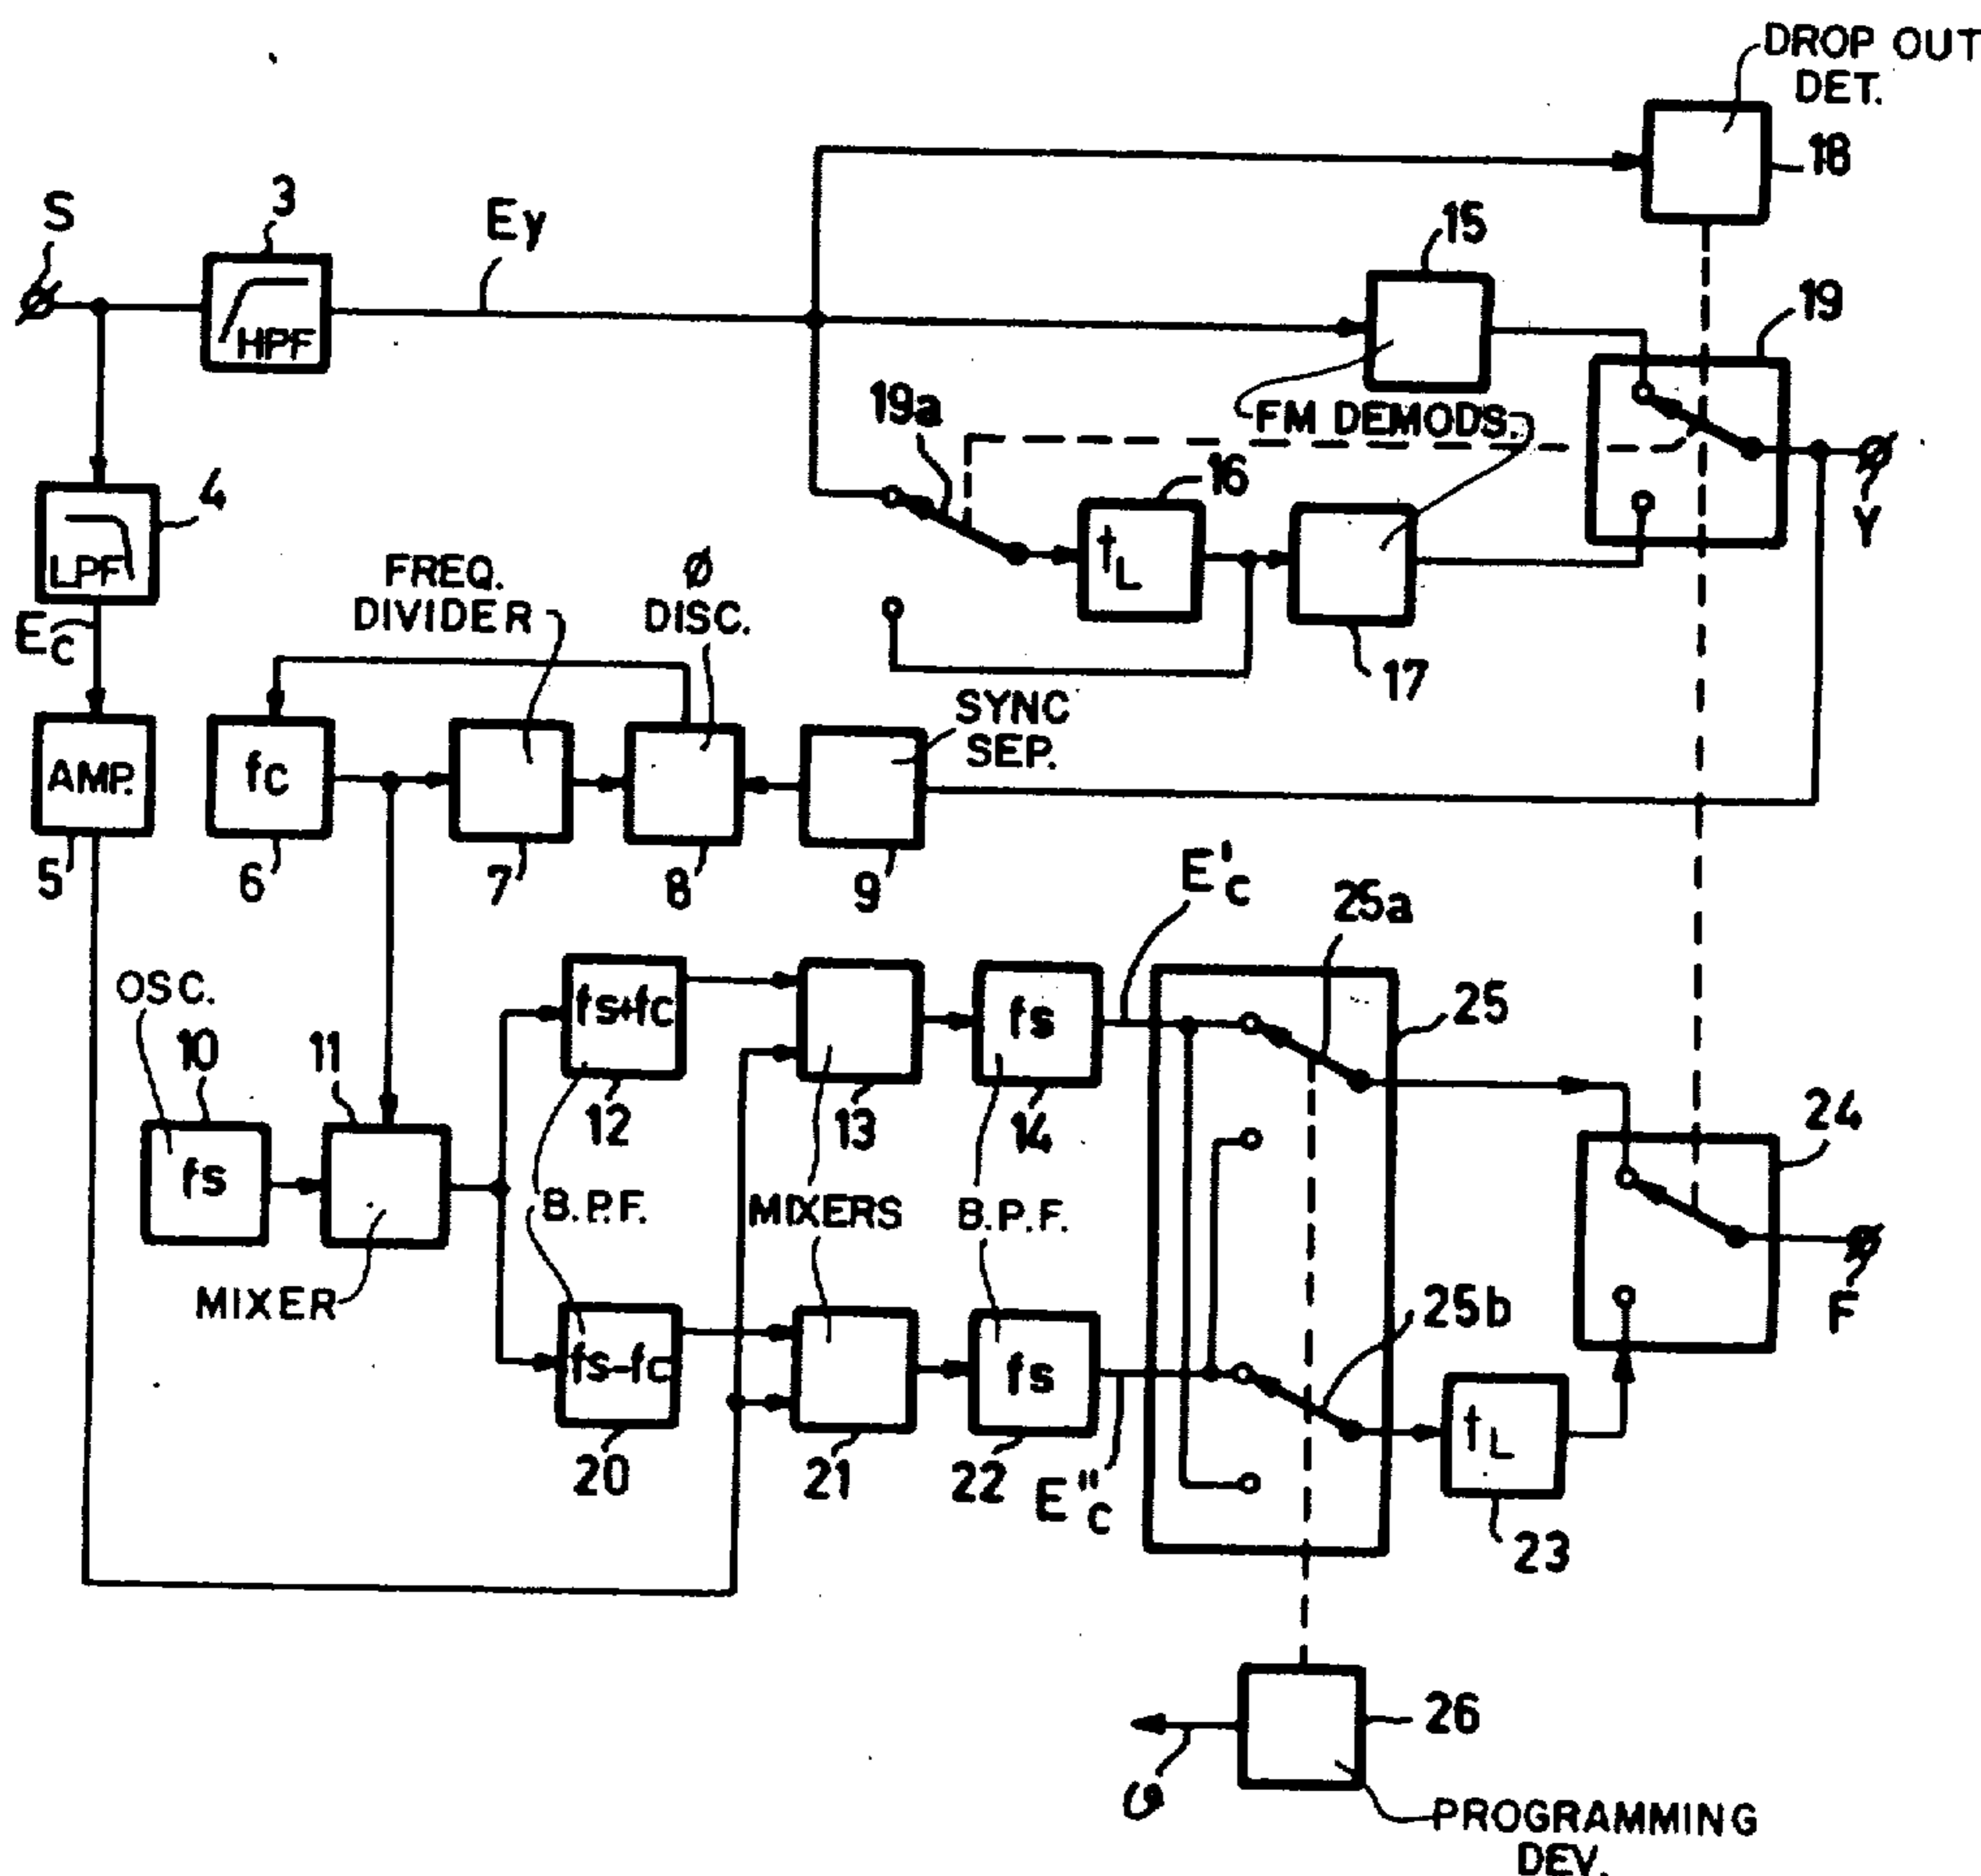 DROP OUT
DET.
18
S
3
HPF
Ey
15
19
19a
FM DEMODS.
16
tL
17
Y
4
LPF
Ec
FREQ.
DIVIDER
Ø
DISC.
SYNC
SEP.
AMP.
5
fc
6
7
8
9
E'c
25a
OSC.
10
11
fs+fc
12
13
fs
14
25
24
fs
B.P.F.
MIXERS
B.P.F.
MIXER
25b
F
fs-fc
20
21
fs
22
E"c
tL
23
26
PROGRAMMING
DEV.